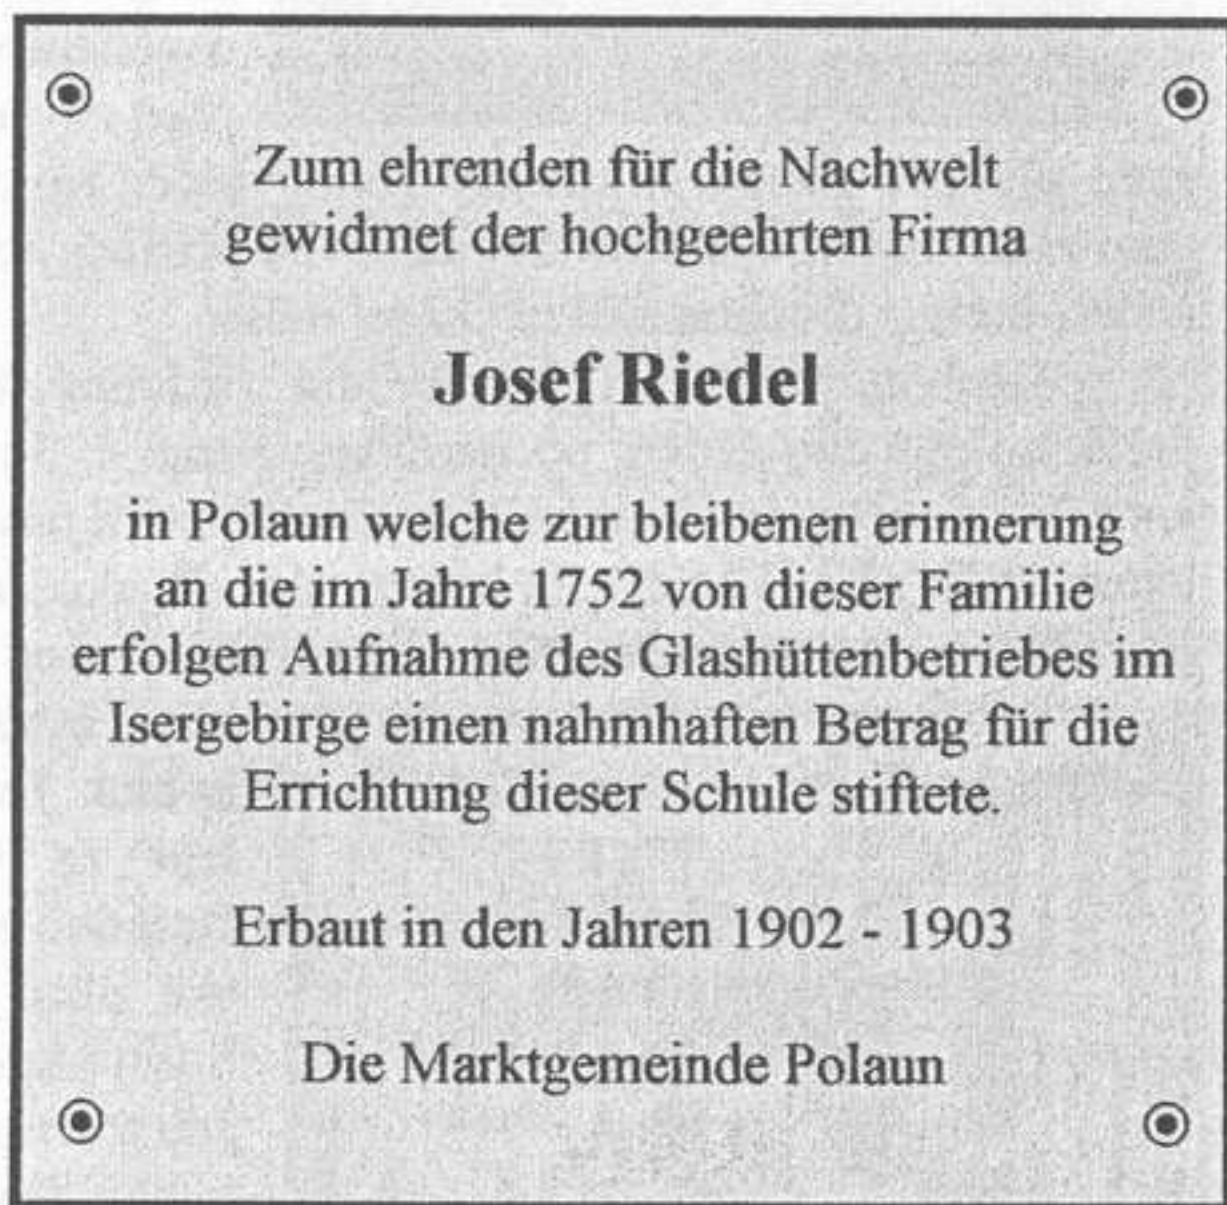 Zum ehrenden für die Nachwelt
gewidmet der hochgeehrten Firma
Josef Riedel
in Polaun welche zur bleibenen erinnerung
an die im Jahre 1752 von dieser Familie
erfolgen Aufnahme des Glashüttenbetriebes im
Isergebirge einen nahmhaften Betrag für die
Errichtung dieser Schule stiftete.
Erbaut in den Jahren 1902 - 1903
Die Marktgemeinde Polaun